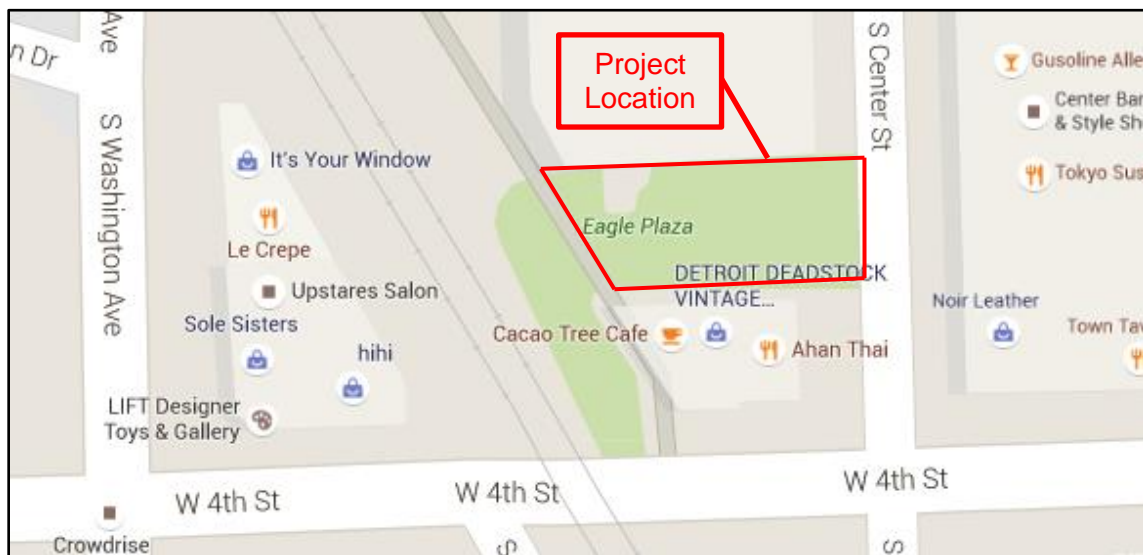 n Dr
Ave
S Washington Ave
It's Your Window
Le Crepe
Upstares Salon
Sole Sisters
hihi
LIFT Designer
Toys & Gallery
Crowdrise
Project
Location
Eagle Plaza
DETROIT DEADSTOCK
VINTAGE...
Cacao Tree Cafe
Ahan Thai
S Center St
Gusoline Alle
Center Bar
& Style Sh
Tokyo Sus
Noir Leather
Town Tav
W 4th St
W 4th St
W 4th St
S
S